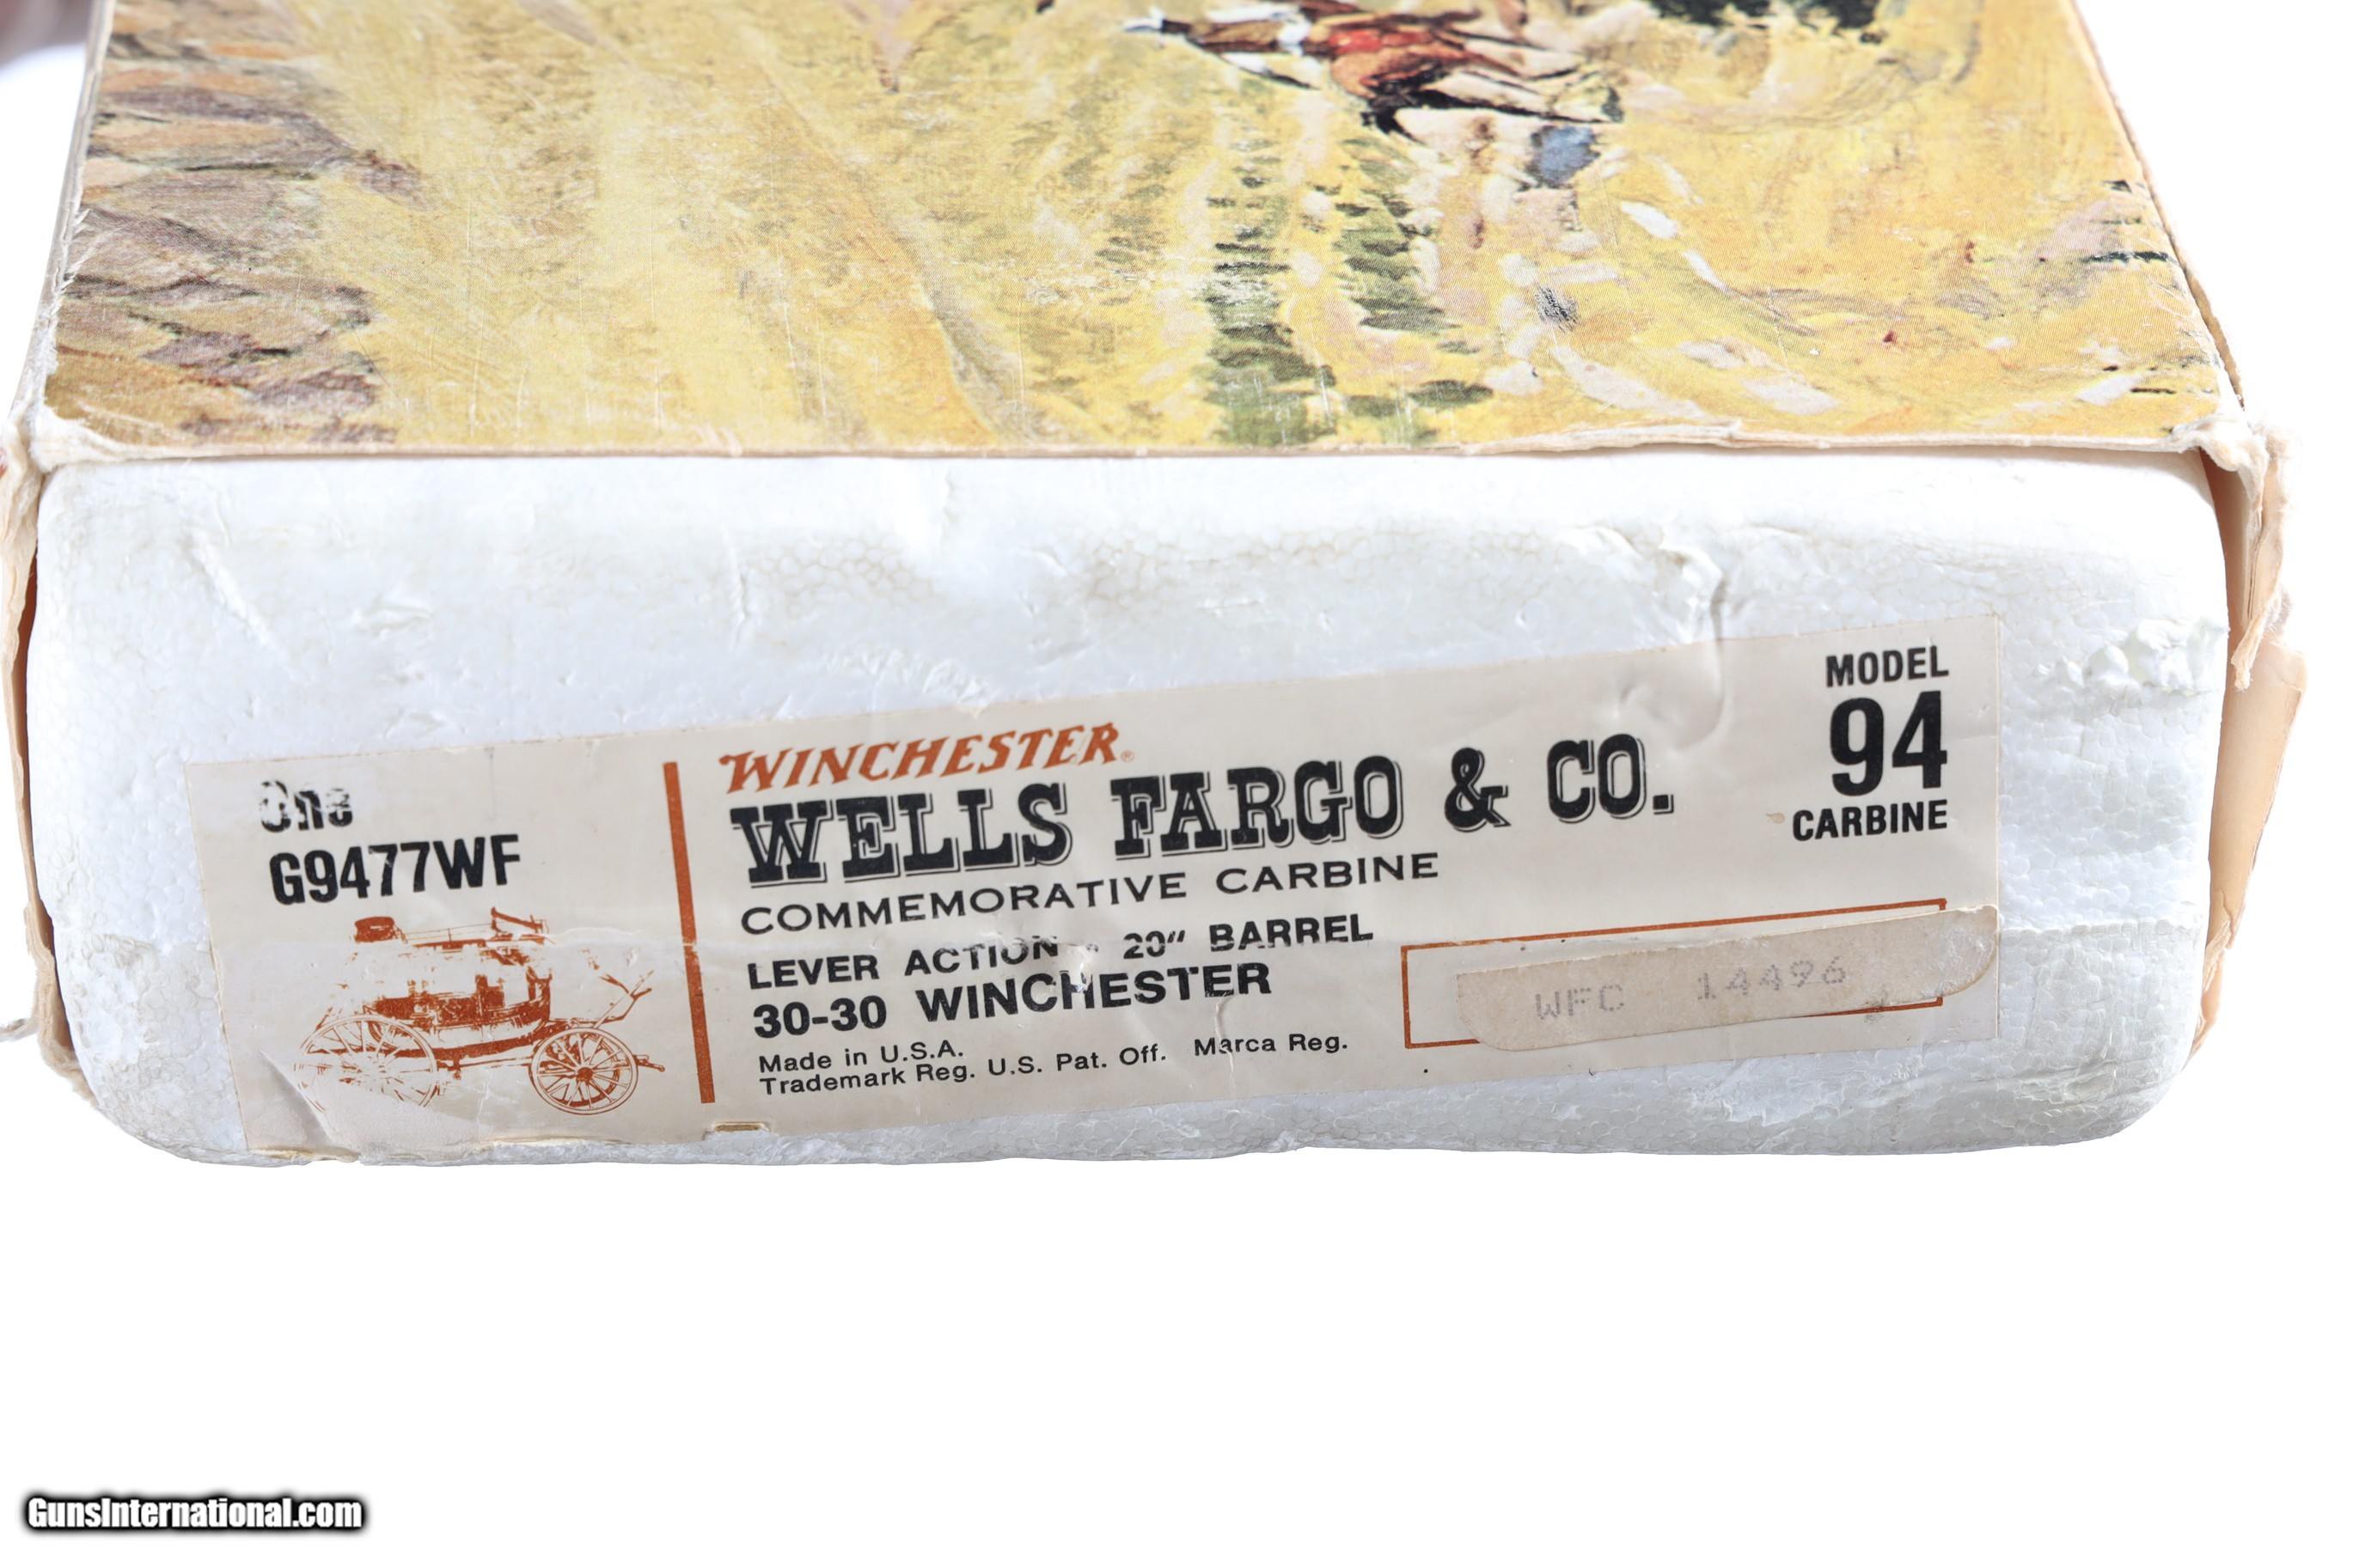 One
G9477WF
WINCHESTER®
WELLS FARGO & CO.
COMMEMORATIVE CARBINE
LEVER ACTION • 20" BARREL
30-30 WINCHESTER
Made in U.S.A.
Trademark Reg. U.S. Pat. Off. Marca Reg.
MODEL
94
CARBINE
WFC 14496
GunsInternational.com